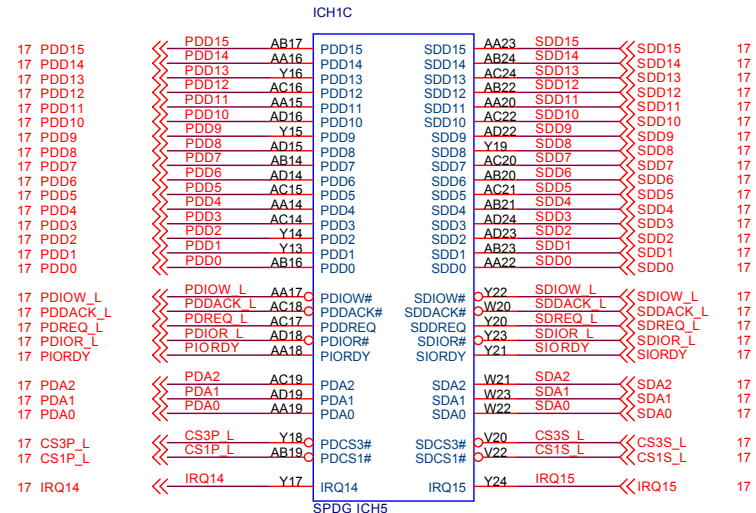 ICH1C
17 PDD15 PDD15 AB17 PDD15 SDD15 AA23 SDD15 SDD15 17
17 PDD14 PDD14 AA16 PDD14 SDD14 AB24 SDD14 SDD14 17
17 PDD13 PDD13 Y16 PDD13 SDD13 AC24 SDD13 SDD13 17
17 PDD12 PDD12 AC16 PDD12 SDD12 AB22 SDD12 SDD12 17
17 PDD11 PDD11 AA15 PDD11 SDD11 AA20 SDD11 SDD11 17
17 PDD10 PDD10 AD16 PDD10 SDD10 AC22 SDD10 SDD10 17
17 PDD9 PDD9 Y15 PDD9 SDD9 AD22 SDD9 SDD9 17
17 PDD8 PDD8 AD15 PDD8 SDD8 Y19 SDD8 SDD8 17
17 PDD7 PDD7 AB14 PDD7 SDD7 AC20 SDD7 SDD7 17
17 PDD6 PDD6 AD14 PDD6 SDD6 AB20 SDD6 SDD6 17
17 PDD5 PDD5 AC15 PDD5 SDD5 AC21 SDD5 SDD5 17
17 PDD4 PDD4 AA14 PDD4 SDD4 AB21 SDD4 SDD4 17
17 PDD3 PDD3 AC14 PDD3 SDD3 AD24 SDD3 SDD3 17
17 PDD2 PDD2 Y14 PDD2 SDD2 AD23 SDD2 SDD2 17
17 PDD1 PDD1 Y13 PDD1 SDD1 AB23 SDD1 SDD1 17
17 PDD0 PDD0 AB16 PDD0 SDD0 AA22 SDD0 SDD0 17
17 PDIOW_L PDIOW_L AA17 PDIOW# SDIOW# Y22 SDIOW_L SDIOW_L 17
17 PDDACK_L PDDACK_L AC18 PDDACK# SDDACK# W20 SDDACK_L SDDACK_L 17
17 PDREQ_L PDREQ_L AC17 PDDREQ SDDREQ Y20 SDREQ_L SDREQ_L 17
17 PDIOR_L PDIOR_L AD18 PDIOR# SDIOR# Y23 SDIOR_L SDIOR_L 17
17 PIORDY PIORDY AA18 PIORDY SIORDY Y21 SIORDY SIORDY 17
17 PDA2 PDA2 AC19 PDA2 SDA2 W21 SDA2 SDA2 17
17 PDA1 PDA1 AD19 PDA1 SDA1 W23 SDA1 SDA1 17
17 PDA0 PDA0 AA19 PDA0 SDA0 W22 SDA0 SDA0 17
17 CS3P_L CS3P_L Y18 PDCS3# SDCS3# V20 CS3S_L CS3S_L 17
17 CS1P_L CS1P_L AB19 PDCS1# SDCS1# V22 CS1S_L CS1S_L 17
17 IRQ14 IRQ14 Y17 IRQ14 IRQ15 Y24 IRQ15 IRQ15 17
SPDG ICH5